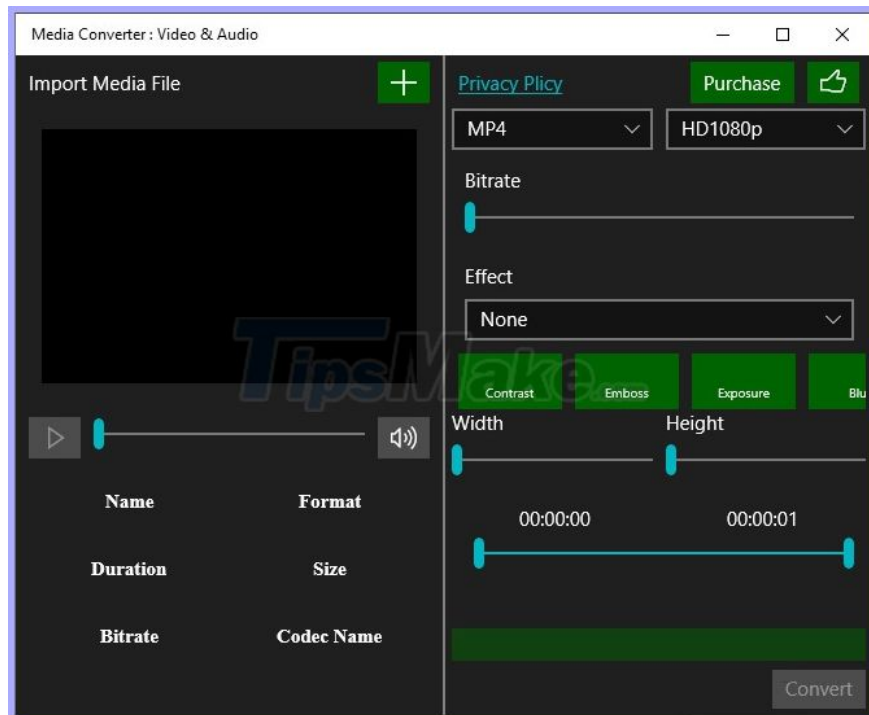 Media Converter : Video & Audio
Import Media File
Privacy Plicy
Purchase
MP4
HD1080p
Bitrate
Effect
None
TipsMake
Contrast
Emboss
Exposure
Blu
Width
Height
00:00:00
00:00:01
Name
Format
Duration
Size
Bitrate
Codec Name
Convert